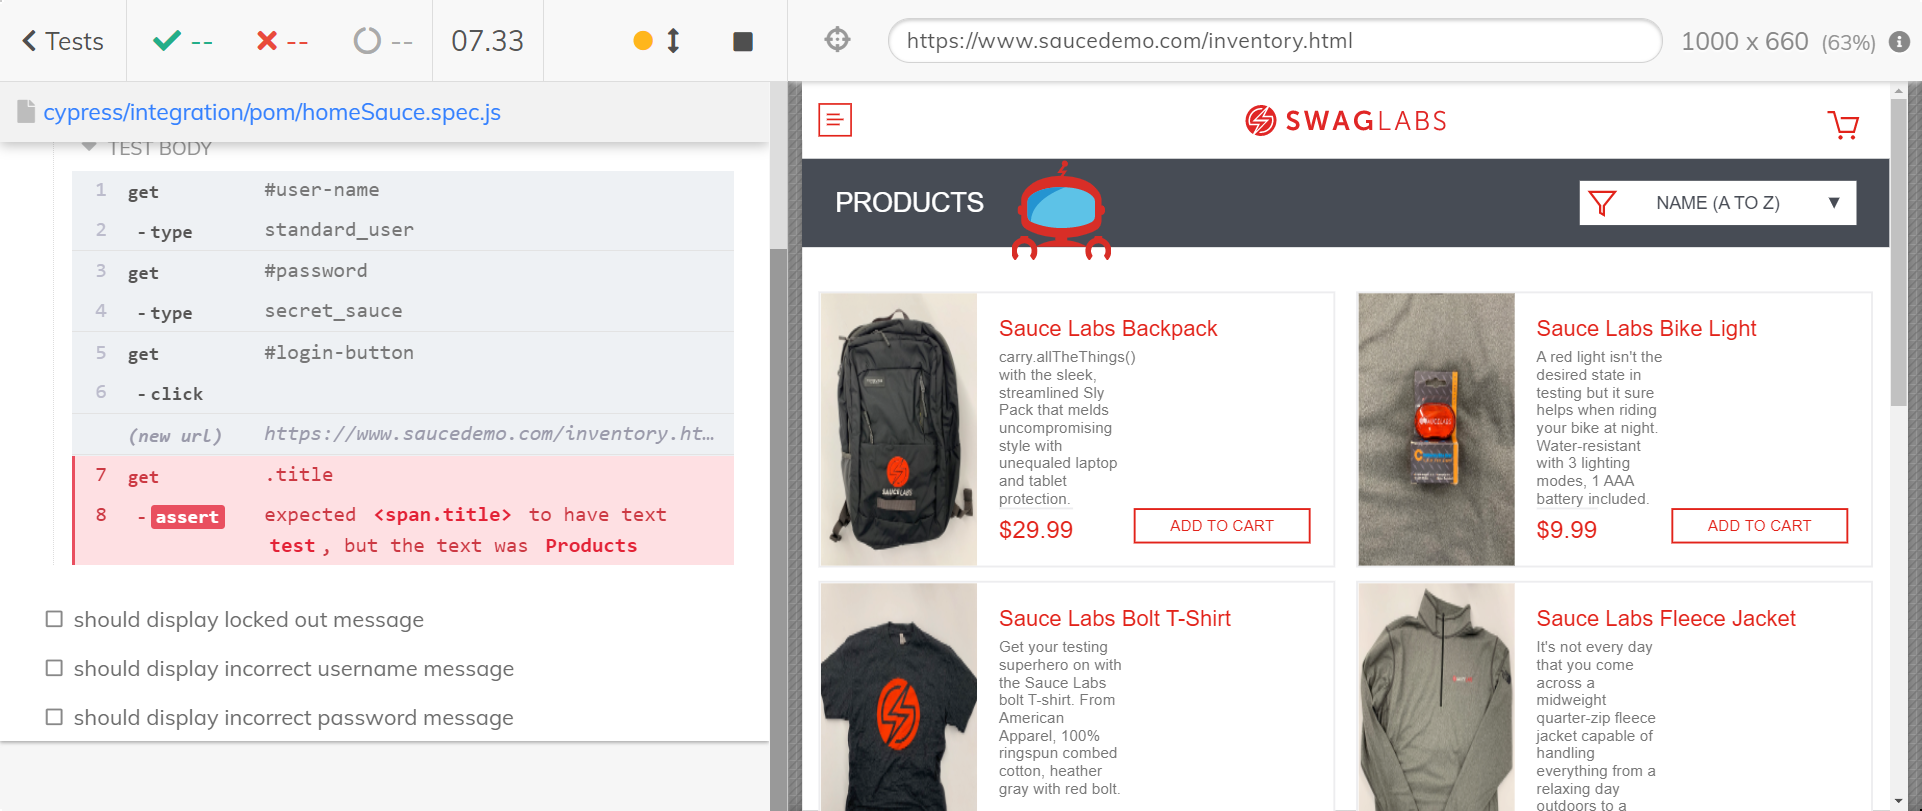 Tests
--
--
--
07.33
https://www.saucedemo.com/inventory.html
1000 x 660 (63%)
cypress/integration/pom/homeSauce.spec.js
TEST BODY
1 get #user-name
2 -type standard_user
3 get #password
4 -type secret_sauce
5 get #login-button
6 -click
(new url) https://www.saucedemo.com/inventory.ht...
7 get .title
8 -assert expected <span.title> to have text
test, but the text was Products
should display locked out message
should display incorrect username message
should display incorrect password message
SWAGLABS
PRODUCTS
NAME (A TO Z)
Sauce Labs Backpack
carry.allTheThings()
with the sleek,
streamlined Sly
Pack that melds
uncompromising
style with
unequaled laptop
and tablet
protection.
$29.99
ADD TO CART
SAUCELABS
Sauce Labs Bike Light
A red light isn't the
desired state in
testing but it sure
helps when riding
your bike at night.
Water-resistant
with 3 lighting
modes, 1 AAA
battery included.
$9.99
ADD TO CART
Sauce Labs Bolt T-Shirt
Get your testing
superhero on with
the Sauce Labs
bolt T-shirt. From
American
Apparel, 100%
ringspun combed
cotton, heather
gray with red bolt.
Sauce Labs Fleece Jacket
It's not every day
that you come
across a
midweight
quarter-zip fleece
jacket capable of
handling
everything from a
relaxing day
outdoors to a